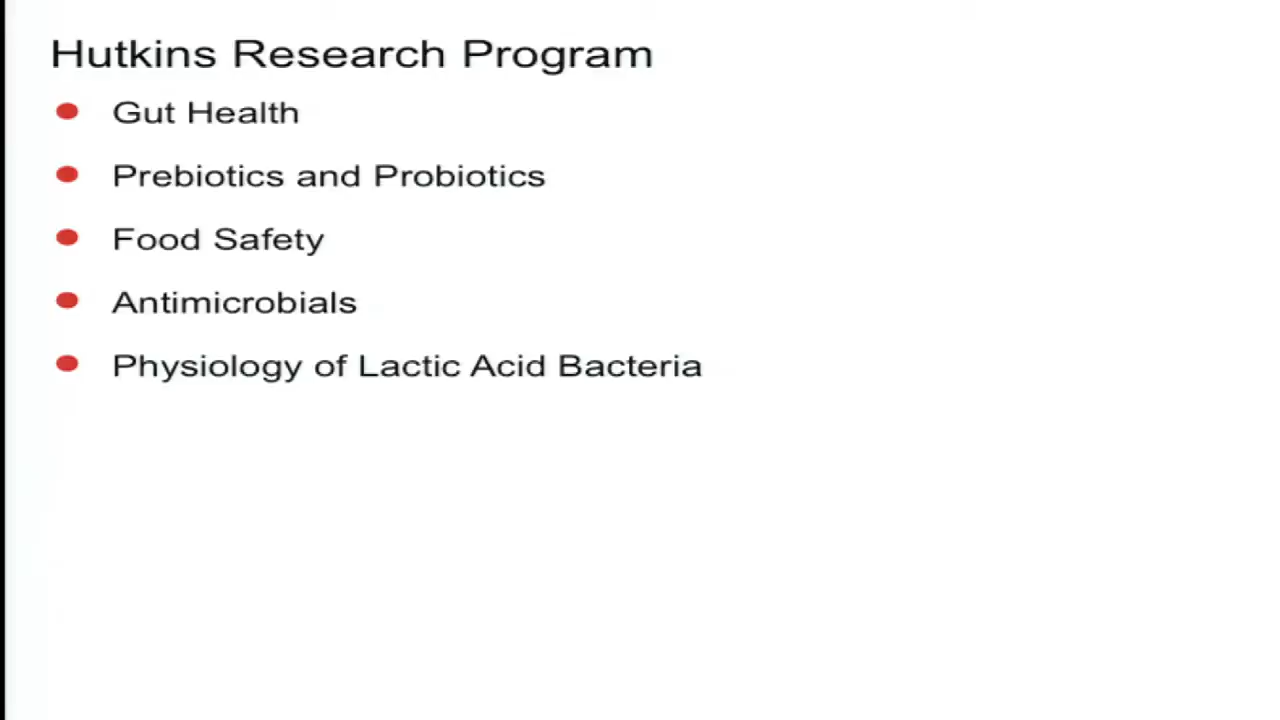 Hutkins Research Program
Gut Health
Prebiotics and Probiotics
Food Safety
Antimicrobials
Physiology of Lactic Acid Bacteria